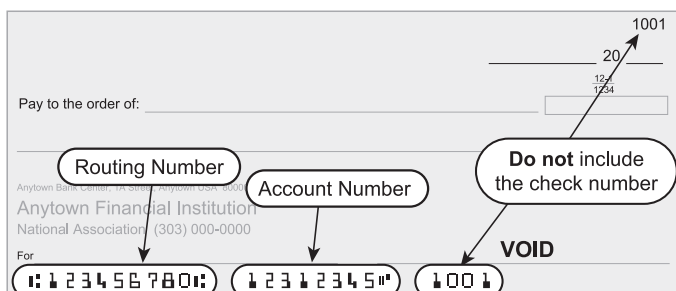 1001
20
12-1
1234
Pay to the order of:
Routing Number
Account Number
Do not include
the check number
Anytown Bank Center, 1A Street, Anytown USA 8000
Anytown Financial Institution
National Association (303) 000-0000
For
VOID
⑆123456780⑆ 12312345⑈ 1001